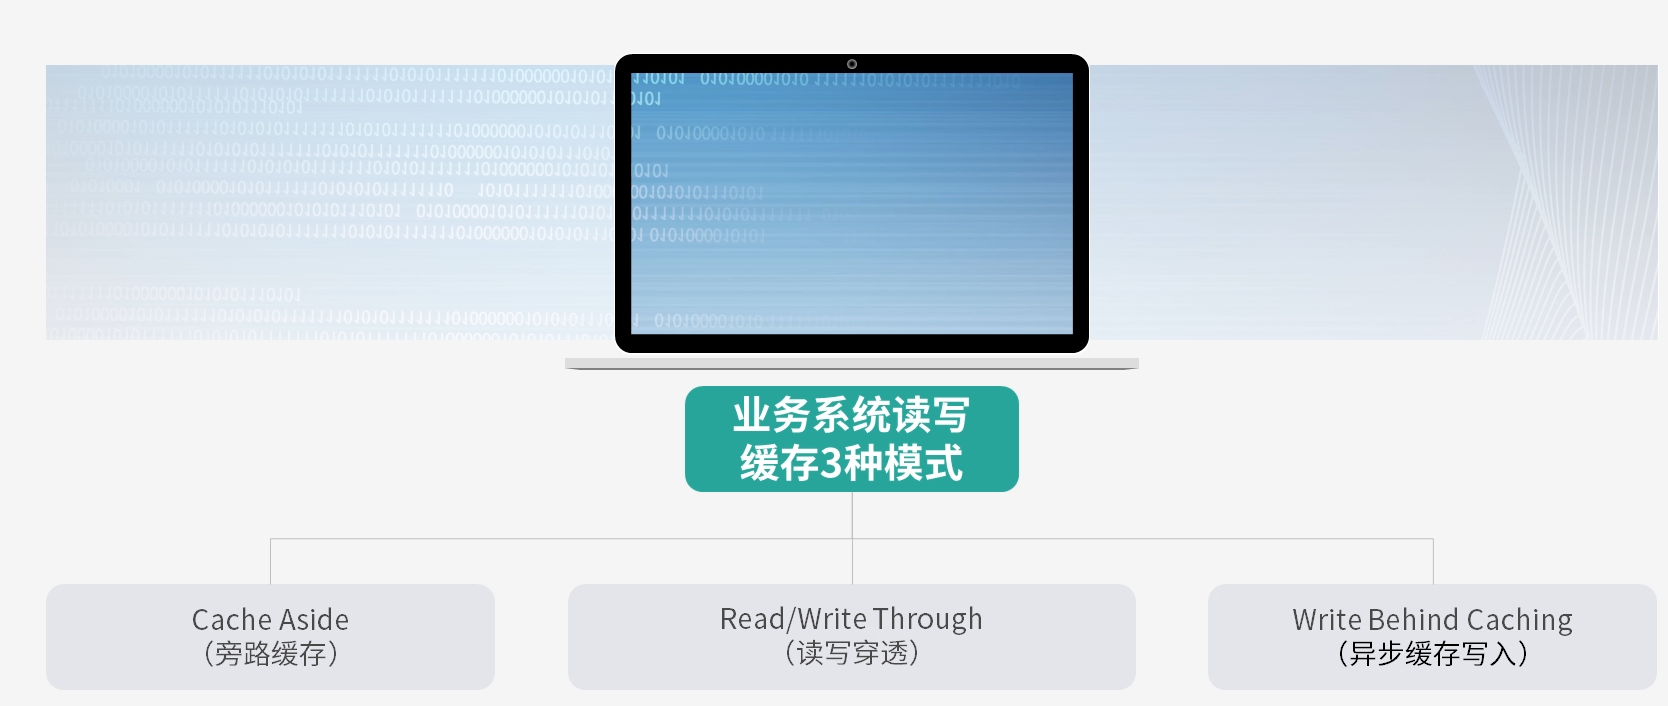 业务系统读写
缓存3种模式
Cache Aside
（旁路缓存）
Read/Write Through
（读写穿透）
Write Behind Caching
（异步缓存写入）